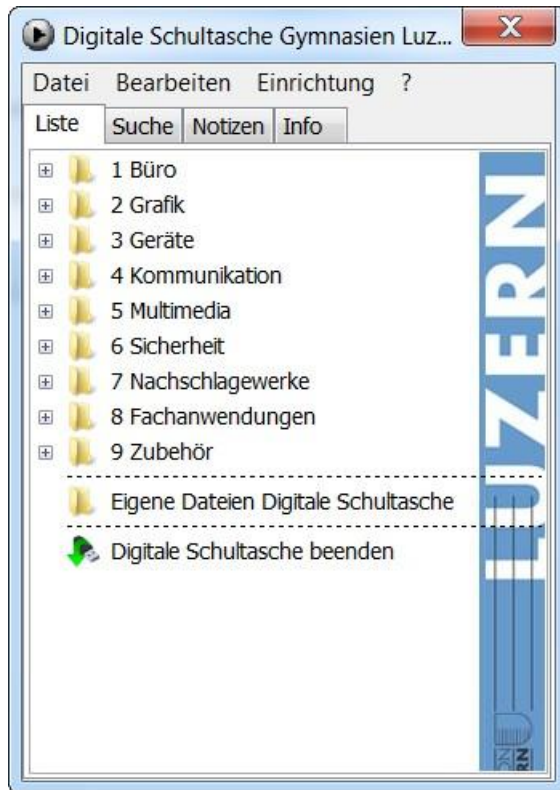 Digitale Schultasche Gymnasien Luz...
X
Datei Bearbeiten Einrichtung ?
Liste Suche Notizen Info
1 Büro
2 Grafik
3 Geräte
4 Kommunikation
5 Multimedia
6 Sicherheit
7 Nachschlagewerke
8 Fachanwendungen
9 Zubehör
Eigene Dateien Digitale Schultasche
Digitale Schultasche beenden
LUZERN